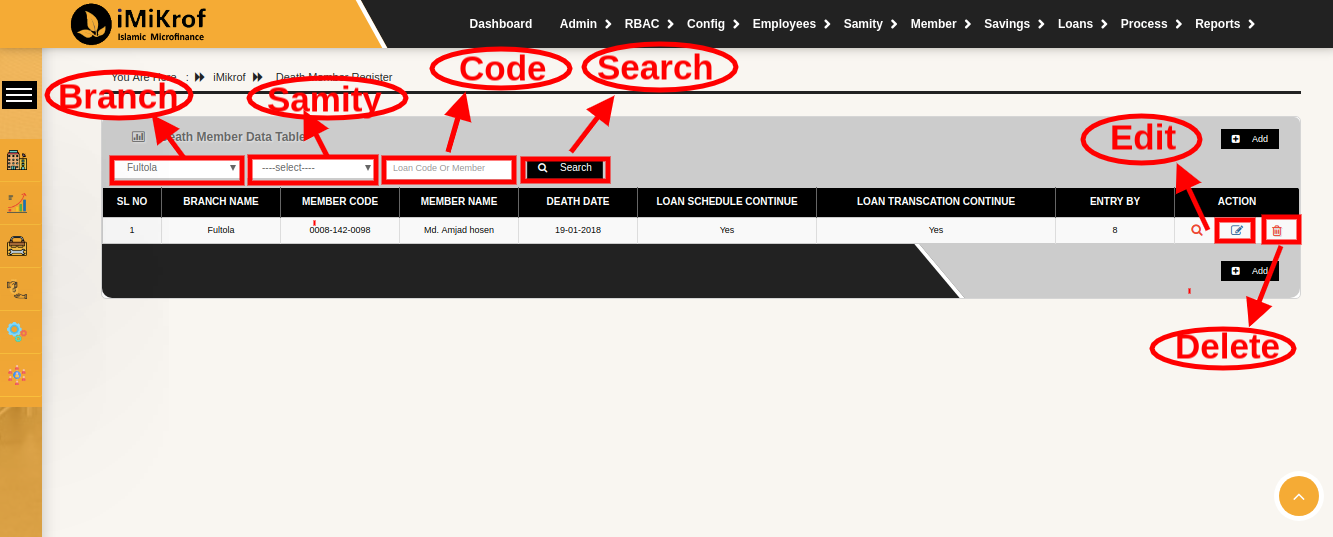 iMiKrof
Islamic Microfinance
Dashboard Admin RBAC Config Employees Samity Member Savings Loans Process Reports
Code Search
You Are Here : iMikrof Death Member Register
Branch Samity
Edit
Death Member Data Table
Add
Fultola ----select---- Loan Code Or Member Search
SL NO BRANCH NAME MEMBER CODE MEMBER NAME DEATH DATE LOAN SCHEDULE CONTINUE LOAN TRANSCATION CONTINUE ENTRY BY ACTION
1 Fultola 0008-142-0098 Md. Amjad hosen 19-01-2018 Yes Yes 8
Add
Delete